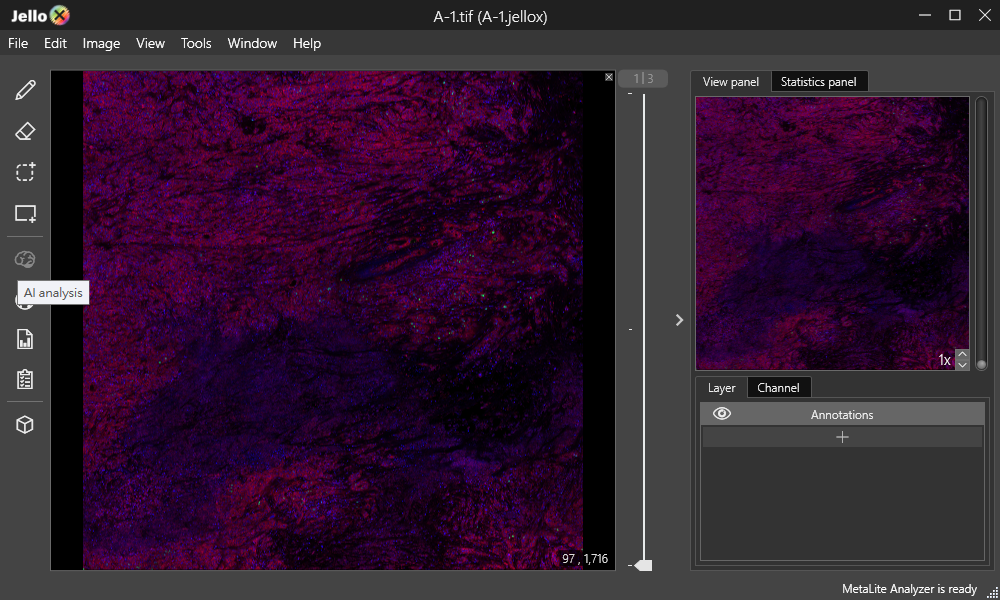 Jello
A-1.tif (A-1.jellox)
File Edit Image View Tools Window Help
1|3
View panel
Statistics panel
AI analysis
1x
Layer
Channel
Annotations
97 , 1,716
MetaLite Analyzer is ready